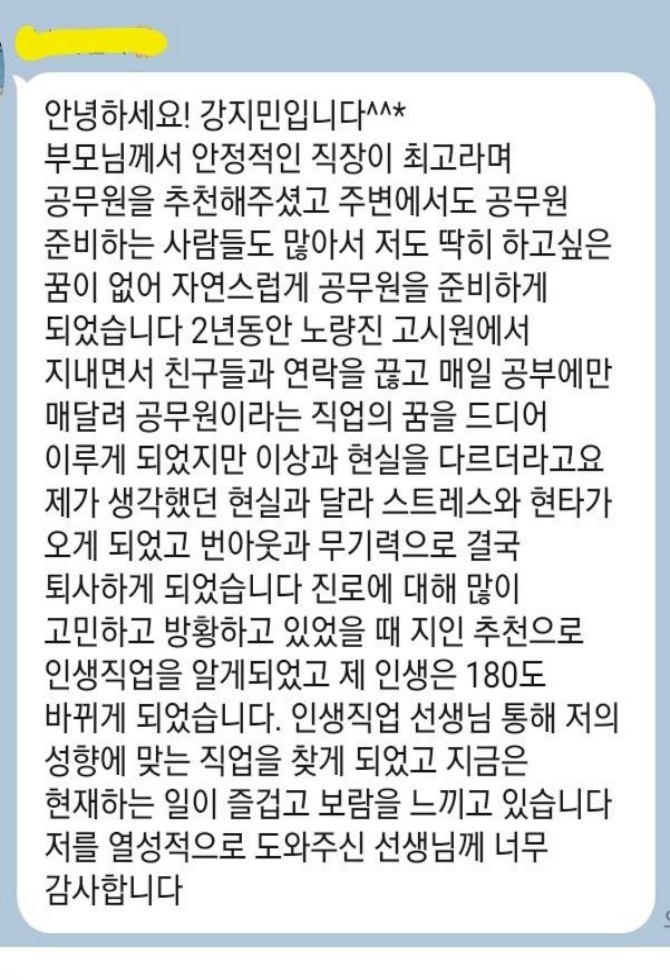 안녕하세요! 강지민입니다^^*
부모님께서 안정적인 직장이 최고라며
공무원을 추천해주셨고 주변에서도 공무원
준비하는 사람들도 많아서 저도 딱히 하고싶은
꿈이 없어 자연스럽게 공무원을 준비하게
되었습니다 2년동안 노량진 고시원에서
지내면서 친구들과 연락을 끊고 매일 공부에만
매달려 공무원이라는 직업의 꿈을 드디어
이루게 되었지만 이상과 현실을 다르더라고요
제가 생각했던 현실과 달라 스트레스와 현타가
오게 되었고 번아웃과 무기력으로 결국
퇴사하게 되었습니다 진로에 대해 많이
고민하고 방황하고 있었을 때 지인 추천으로
인생직업을 알게되었고 제 인생은 180도
바뀌게 되었습니다. 인생직업 선생님 통해 저의
성향에 맞는 직업을 찾게 되었고 지금은
현재하는 일이 즐겁고 보람을 느끼고 있습니다
저를 열성적으로 도와주신 선생님께 너무
감사합니다